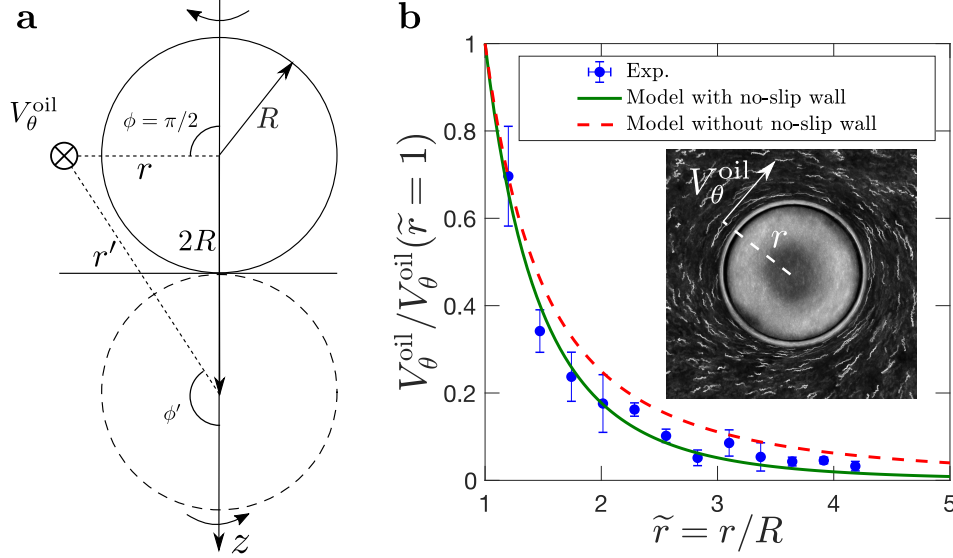 a
V_θ^oil
ϕ = π/2
R
r
2R
r′
ϕ′
z
b
V_θ^oil/V_θ^oil(r̃ = 1)
1
0.8
0.6
0.4
0.2
0
Exp.
Model with no-slip wall
Model without no-slip wall
V_θ^oil
r
1
2
3
4
5
r̃ = r/R